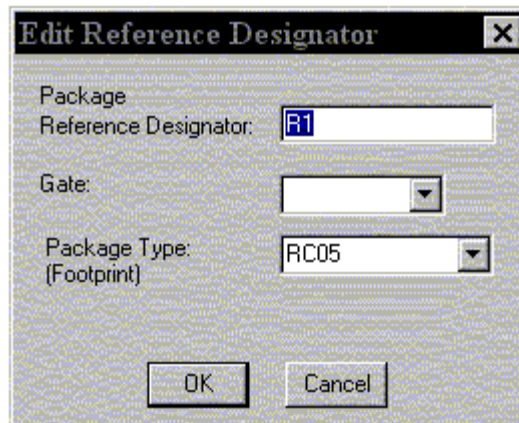 Edit Reference Designator
Package
Reference Designator: R1
Gate:
Package Type: RC05
(Footprint)
OK Cancel